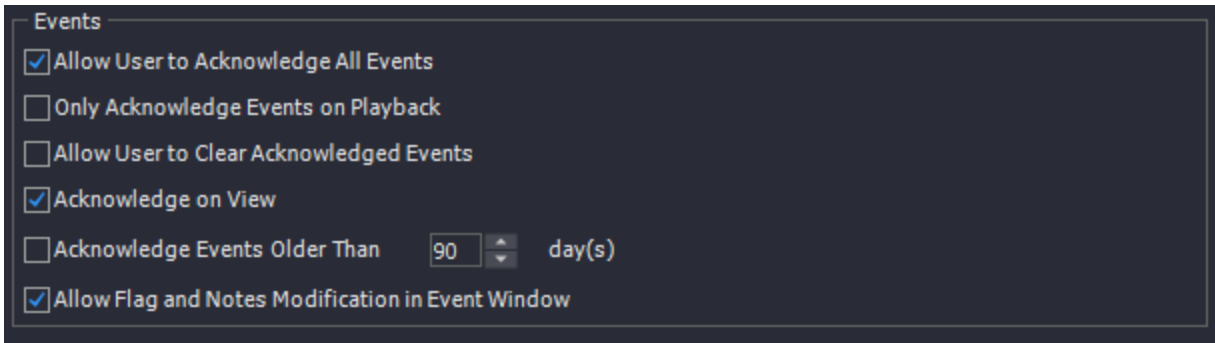 Events
Allow User to Acknowledge All Events
Only Acknowledge Events on Playback
Allow User to Clear Acknowledged Events
Acknowledge on View
Acknowledge Events Older Than 90 day(s)
Allow Flag and Notes Modification in Event Window